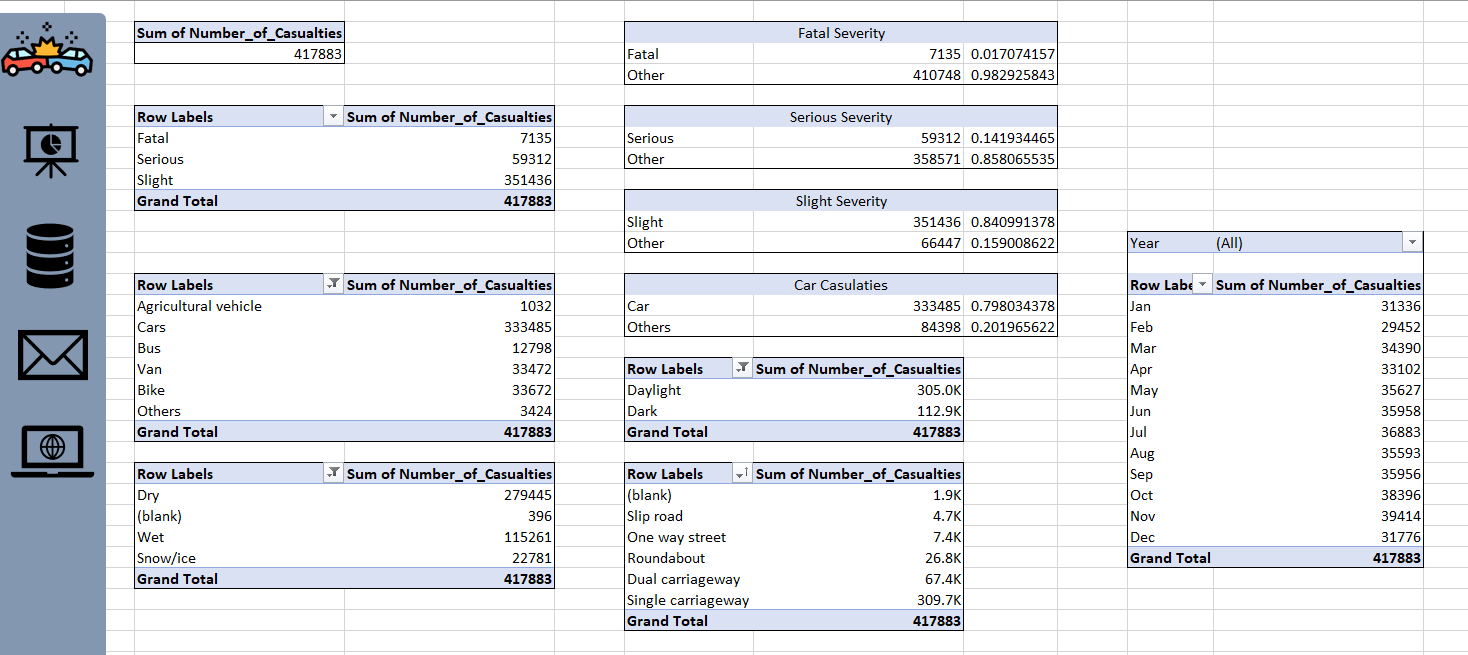 Sum of Number_of_Casualties
417883
Fatal Severity
Fatal 7135 0.017074157
Other 410748 0.982925843
Row Labels Sum of Number_of_Casualties
Fatal 7135
Serious 59312
Slight 351436
Grand Total 417883
Serious Severity
Serious 59312 0.141934465
Other 358571 0.858065535
Slight Severity
Slight 351436 0.840991378
Other 66447 0.159008622
Row Labels Sum of Number_of_Casualties
Agricultural vehicle 1032
Cars 333485
Bus 12798
Van 33472
Bike 33672
Others 3424
Grand Total 417883
Car Casulaties
Car 333485 0.798034378
Others 84398 0.201965622
Row Labels Sum of Number_of_Casualties
Daylight 305.0K
Dark 112.9K
Grand Total 417883
Row Labels Sum of Number_of_Casualties
Dry 279445
(blank) 396
Wet 115261
Snow/ice 22781
Grand Total 417883
Row Labels Sum of Number_of_Casualties
(blank) 1.9K
Slip road 4.7K
One way street 7.4K
Roundabout 26.8K
Dual carriageway 67.4K
Single carriageway 309.7K
Grand Total 417883
Year (All)
Row Labe Sum of Number_of_Casualties
Jan 31336
Feb 29452
Mar 34390
Apr 33102
May 35627
Jun 35958
Jul 36883
Aug 35593
Sep 35956
Oct 38396
Nov 39414
Dec 31776
Grand Total 417883